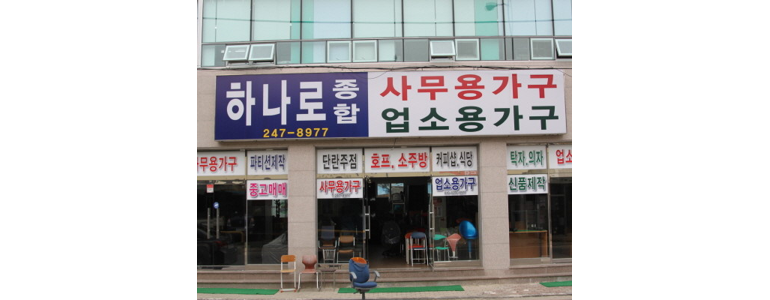 하나로 종합
247-8977
사무용가구
업소용가구
사무용가구
파티션제작
중고매매
단란주점
호프, 소주방
커피샵, 식당
사무용가구
업소용가구
탁자, 의자
신품제작
업소